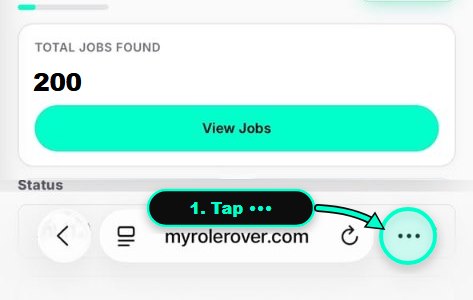 TOTAL JOBS FOUND
200
View Jobs
Status
1. Tap •••
myrolerover.com